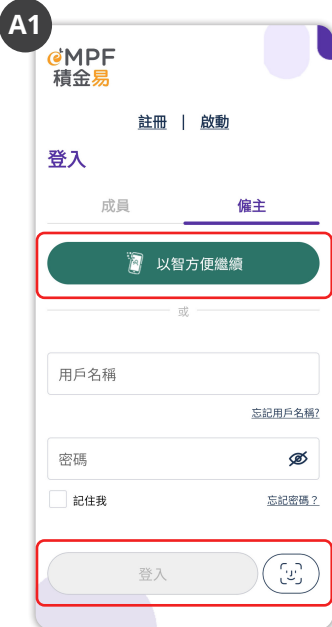 A1
eMPF
積金易
註冊 | 啟動
登入
成員 僱主
以智方便繼續
或
用戶名稱
忘記用戶名稱?
密碼
記住我 忘記密碼？
登入